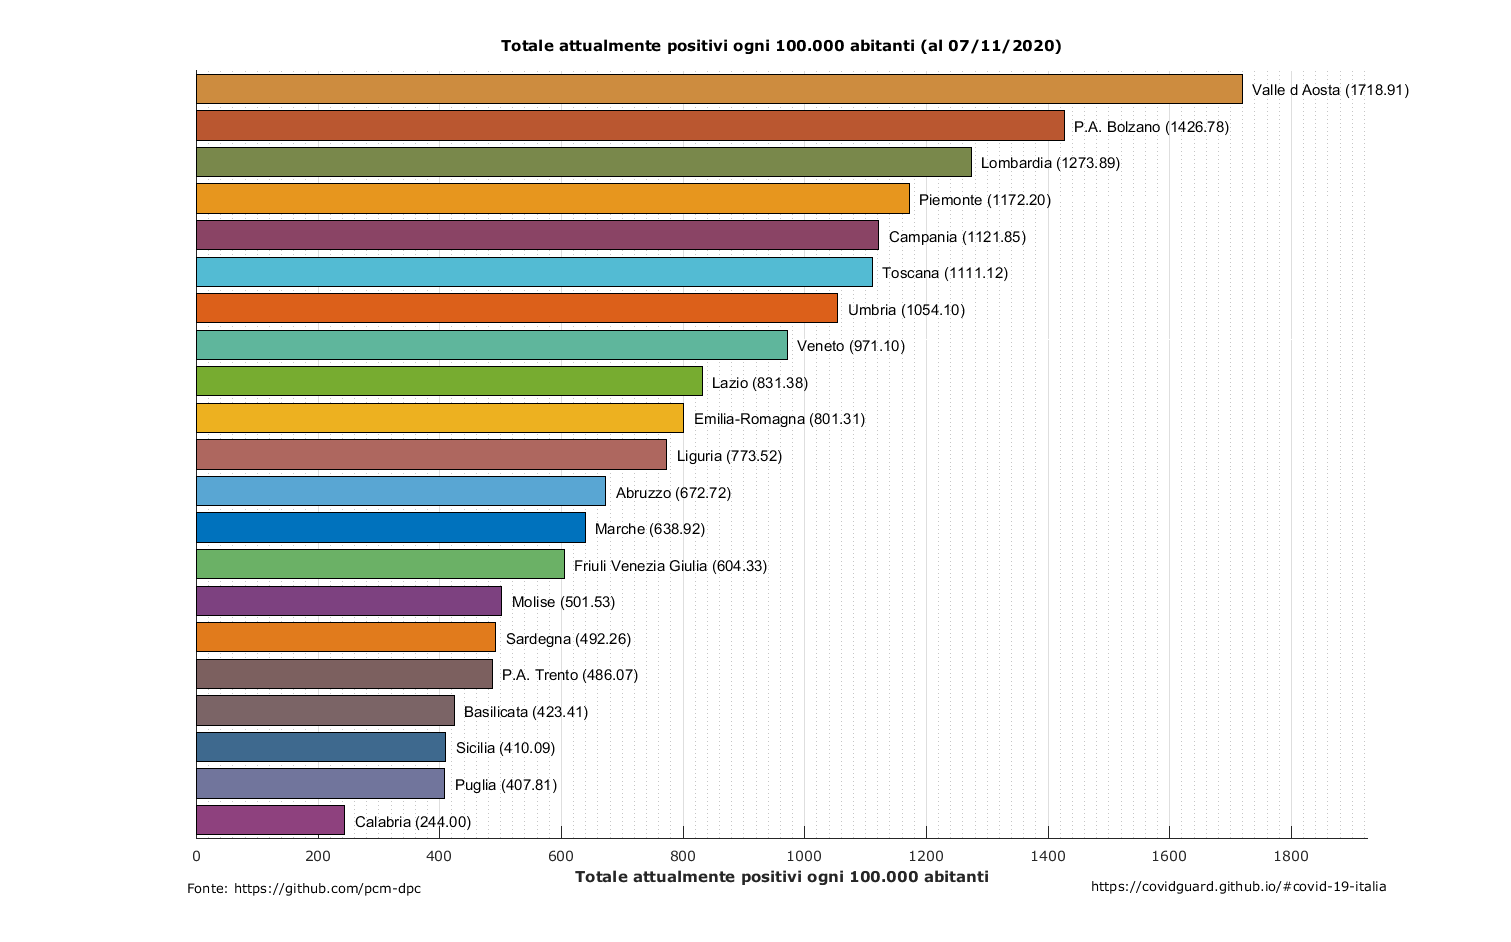 Totale attualmente positivi ogni 100.000 abitanti (al 07/11/2020)
Valle d Aosta (1718.91)
P.A. Bolzano (1426.78)
Lombardia (1273.89)
Piemonte (1172.20)
Campania (1121.85)
Toscana (1111.12)
Umbria (1054.10)
Veneto (971.10)
Lazio (831.38)
Emilia-Romagna (801.31)
Liguria (773.52)
Abruzzo (672.72)
Marche (638.92)
Friuli Venezia Giulia (604.33)
Molise (501.53)
Sardegna (492.26)
P.A. Trento (486.07)
Basilicata (423.41)
Sicilia (410.09)
Puglia (407.81)
Calabria (244.00)
0 200 400 600 800 1000 1200 1400 1600 1800
Totale attualmente positivi ogni 100.000 abitanti
Fonte: https://github.com/pcm-dpc
https://covidguard.github.io/#covid-19-italia